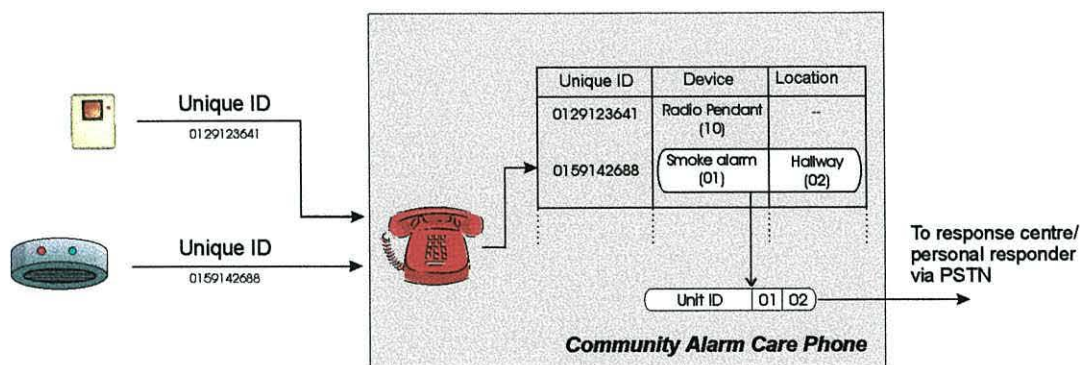 Unique ID
0129123641
Unique ID
0159142688
Unique ID Device Location
0129123641 Radio Pendant (10) --
0159142688 Smoke alarm (01) Hallway (02)
Unit ID 01 02
Community Alarm Care Phone
To response centre/
personal responder
via PSTN